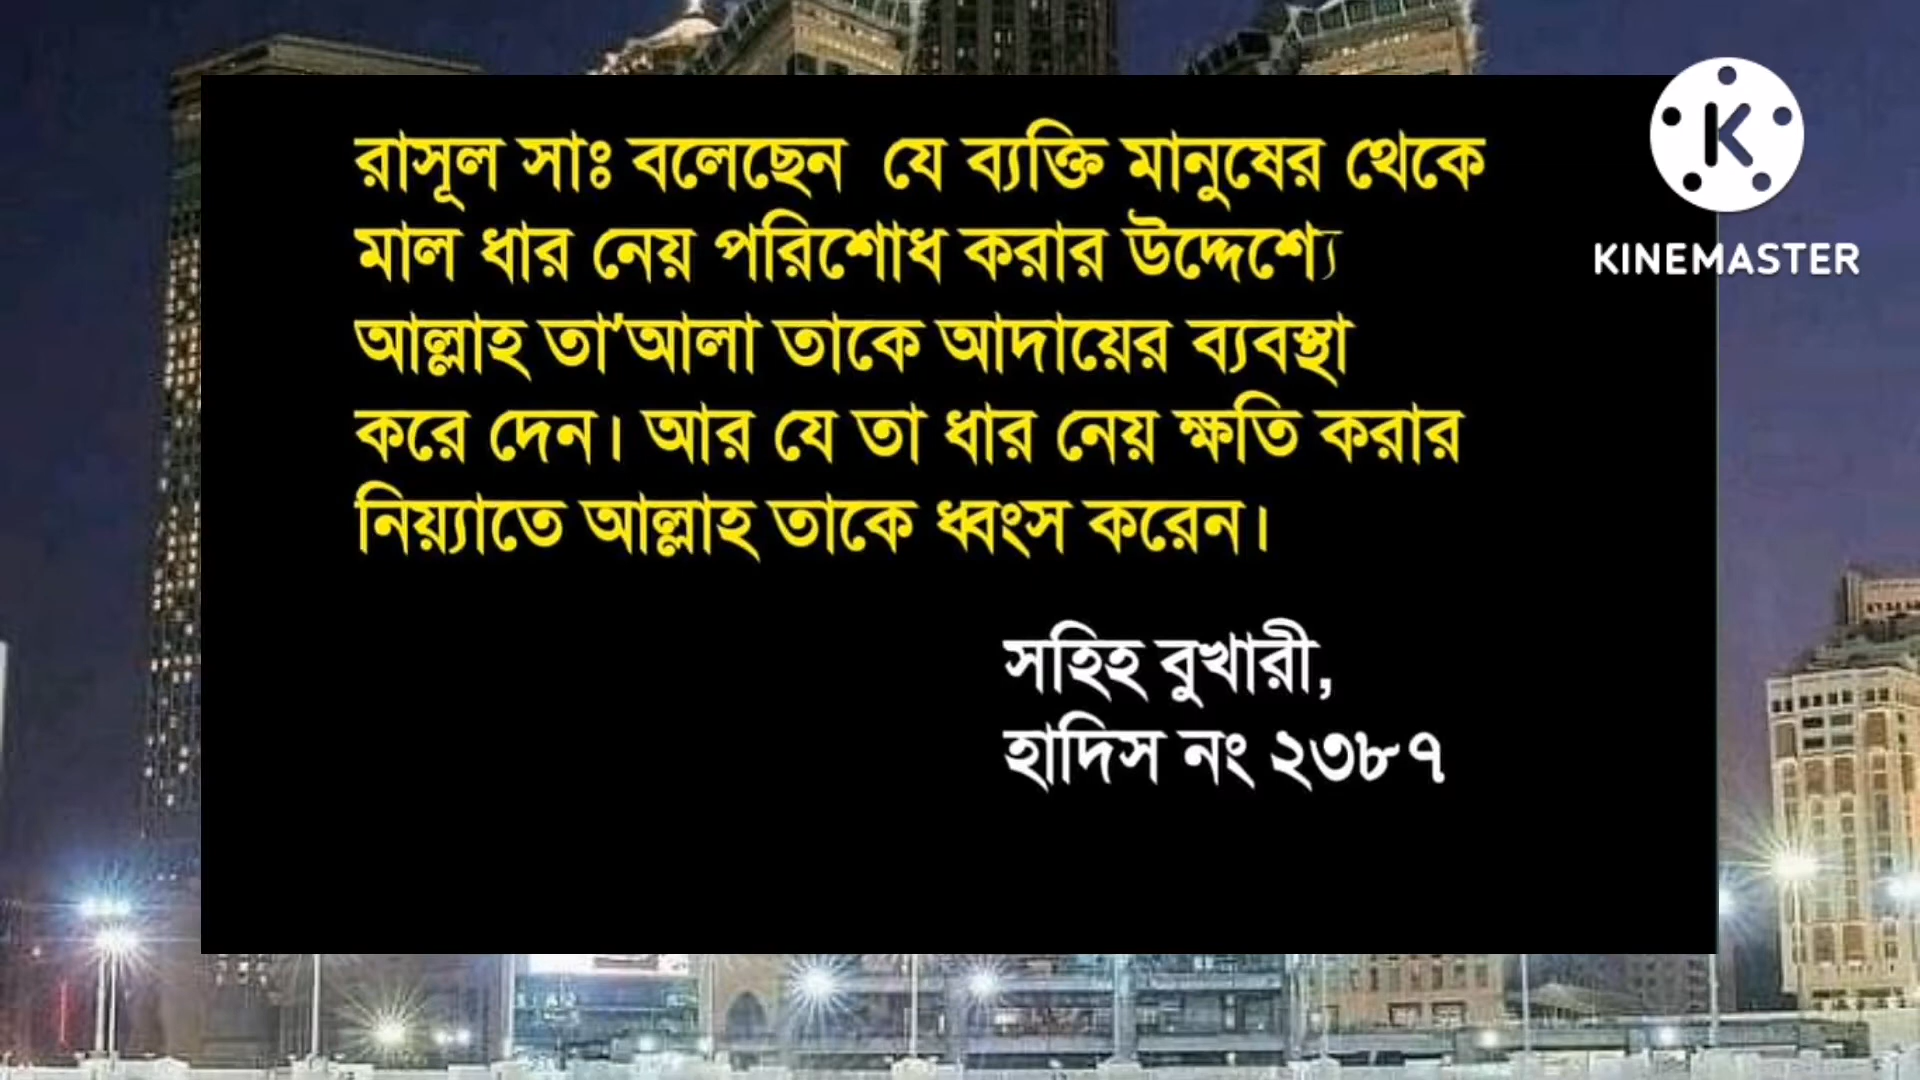 রাসূল সাঃ বলেছেন যে ব্যক্তি মানুষের থেকে
মাল ধার নেয় পরিশোধ করার উদ্দেশ্যে
আল্লাহ তা'আলা তাকে আদায়ের ব্যবস্থা
করে দেন। আর যে তা ধার নেয় ক্ষতি করার
নিয়্যাতে আল্লাহ তাকে ধ্বংস করেন।
সহিহ বুখারী,
হাদিস নং ২৩৮৭
K
KINEMASTER